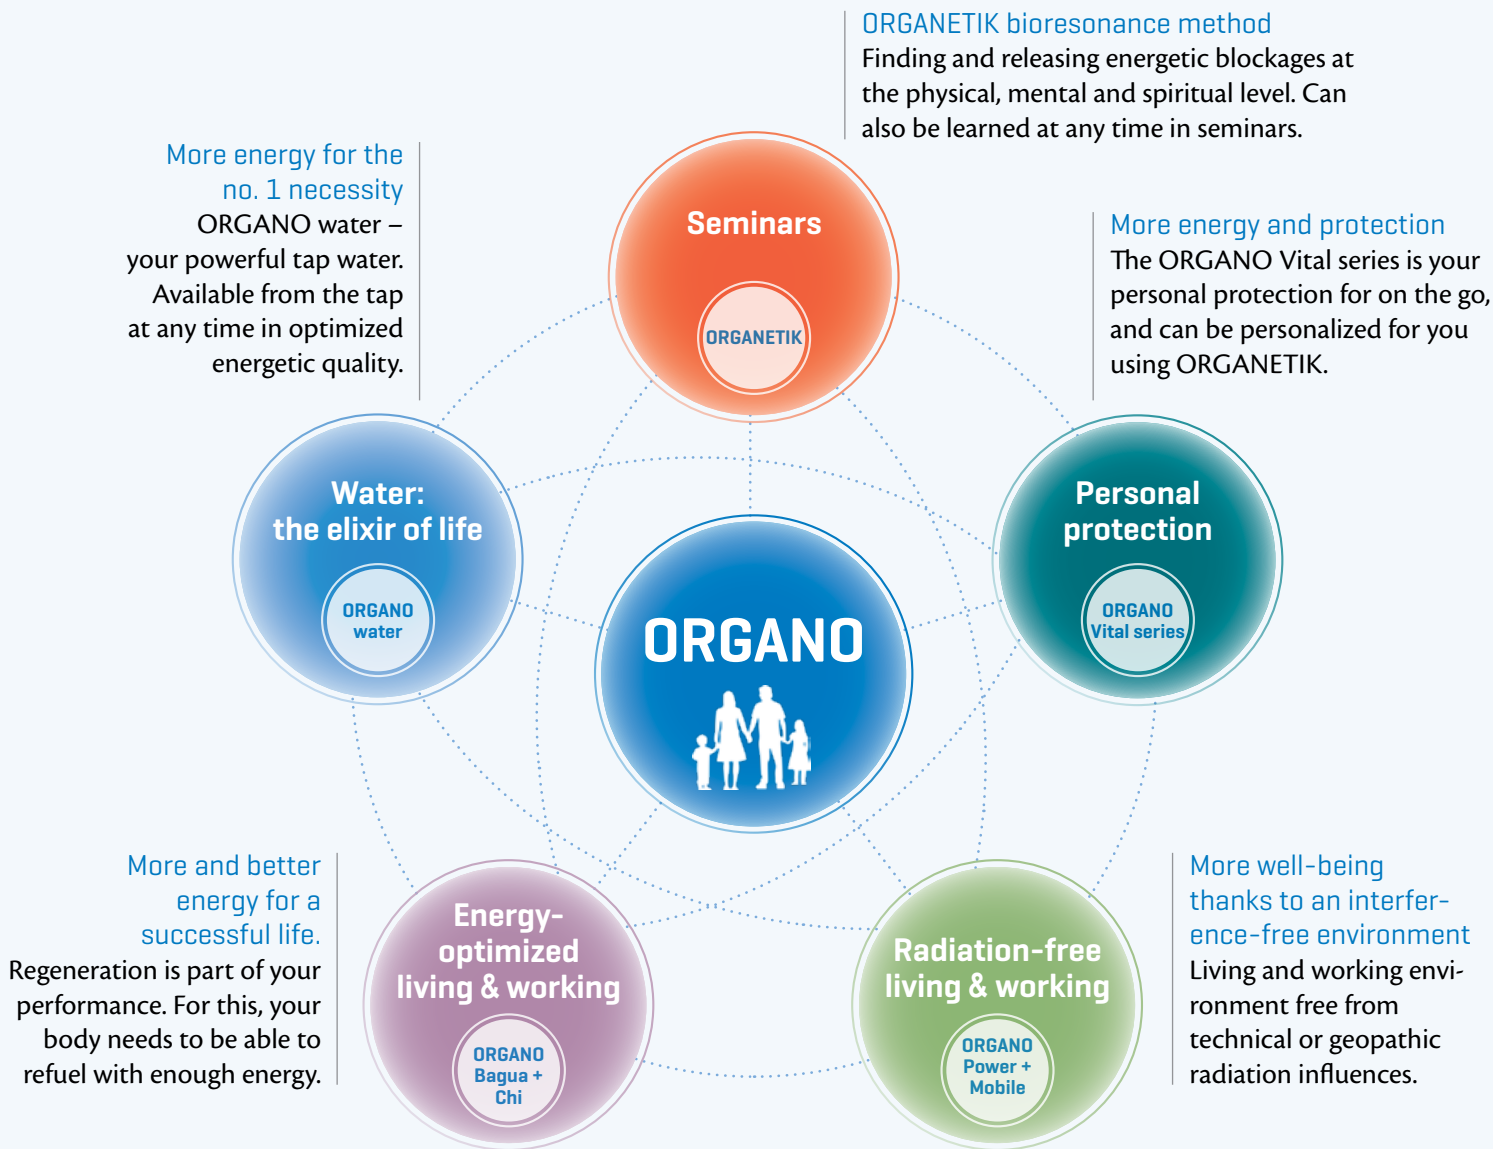 ORGANETIK bioresonance method
Finding and releasing energetic blockages at
the physical, mental and spiritual level. Can
also be learned at any time in seminars.
More energy for the
no. 1 necessity
ORGANO water –
your powerful tap water.
Available from the tap
at any time in optimized
energetic quality.
Seminars
ORGANETIK
More energy and protection
The ORGANO Vital series is your
personal protection for on the go,
and can be personalized for you
using ORGANETIK.
Water:
the elixir of life
ORGANO
water
Personal
protection
ORGANO
Vital series
ORGANO
More and better
energy for a
successful life.
Regeneration is part of your
performance. For this, your
body needs to be able to
refuel with enough energy.
Energy-
optimized
living & working
ORGANO
Bagua +
Chi
Radiation-free
living & working
ORGANO
Power +
Mobile
More well-being
thanks to an interfer-
ence-free environment
Living and working envi-
ronment free from
technical or geopathic
radiation influences.